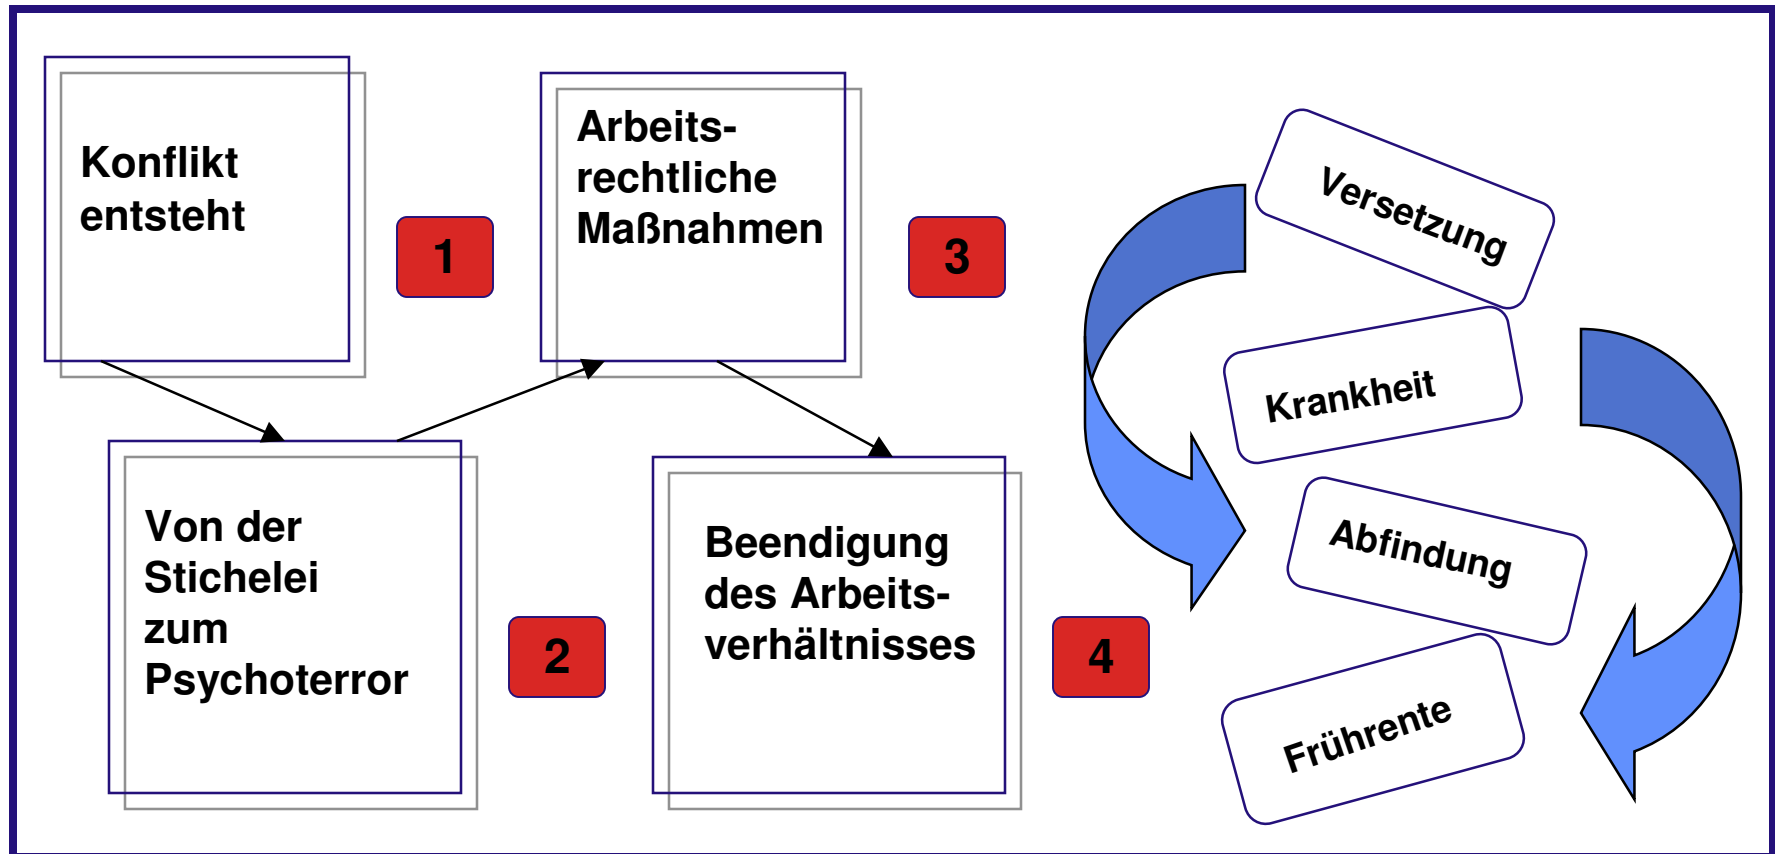 Konflikt
entsteht
1
Von der
Stichelei
zum
Psychoterror
2
Arbeits-
rechtliche
Maßnahmen
3
Beendigung
des Arbeits-
verhältnisses
4
Versetzung
Krankheit
Abfindung
Frührente